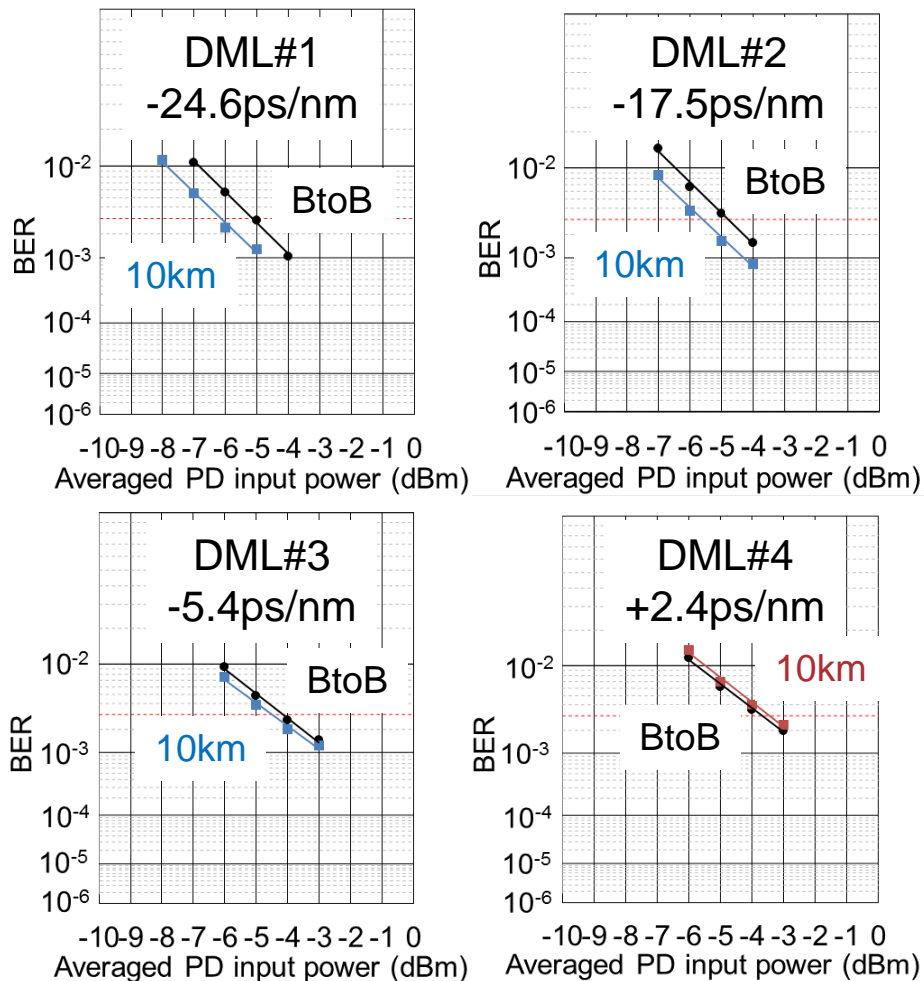 DML#1
-24.6ps/nm
BtoB
10km
BER
10-2
10-3
10-4
10-5
10-6
-10-9 -8 -7 -6 -5 -4 -3 -2 -1 0
Averaged PD input power (dBm)
DML#2
-17.5ps/nm
BtoB
10km
BER
10-2
10-3
10-4
10-5
10-6
-10-9 -8 -7 -6 -5 -4 -3 -2 -1 0
Averaged PD input power (dBm)
DML#3
-5.4ps/nm
BtoB
10km
BER
10-2
10-3
10-4
10-5
10-6
-10-9 -8 -7 -6 -5 -4 -3 -2 -1 0
Averaged PD input power (dBm)
DML#4
+2.4ps/nm
10km
BtoB
BER
10-2
10-3
10-4
10-5
10-6
-10-9 -8 -7 -6 -5 -4 -3 -2 -1 0
Averaged PD input power (dBm)